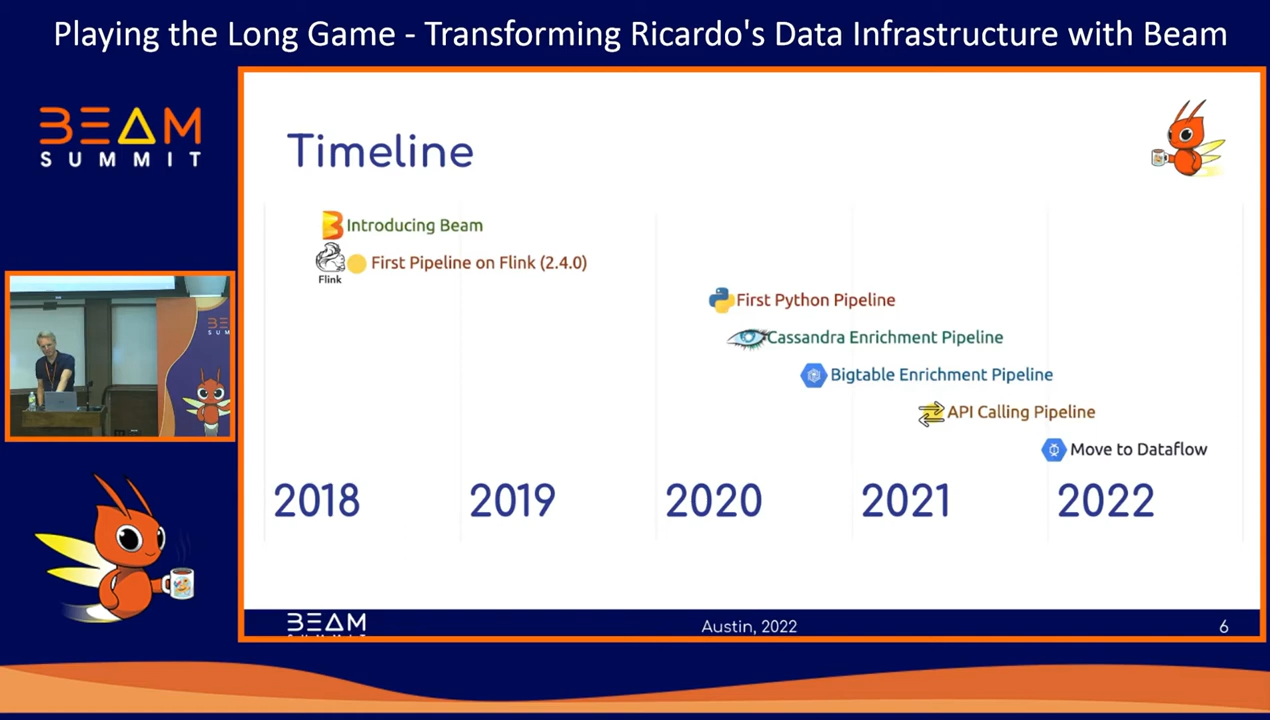 Playing the Long Game - Transforming Ricardo's Data Infrastructure with Beam
BEAM
SUMMIT
Timeline
Introducing Beam
Flink
First Pipeline on Flink (2.4.0)
First Python Pipeline
Cassandra Enrichment Pipeline
Bigtable Enrichment Pipeline
API Calling Pipeline
Move to Dataflow
2018 2019 2020 2021 2022
BEAM
Austin, 2022
6